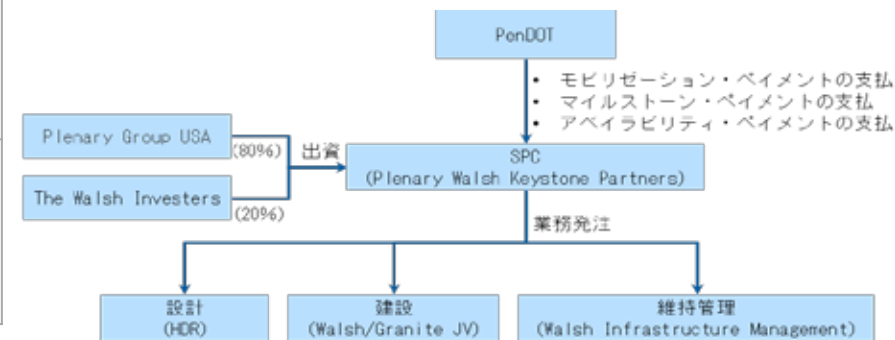 PenDOT
• モビリゼーション・ペイメントの支払
• マイルストーン・ペイメントの支払
• アベイラビリティ・ペイメントの支払
Plenary Group USA
(80%)
出資
SPC
(Plenary Walsh Keystone Partners)
The Walsh Investers
(20%)
業務発注
設計
(HDR)
建設
(Walsh/Granite JV)
維持管理
(Walsh Infrastructure Management)